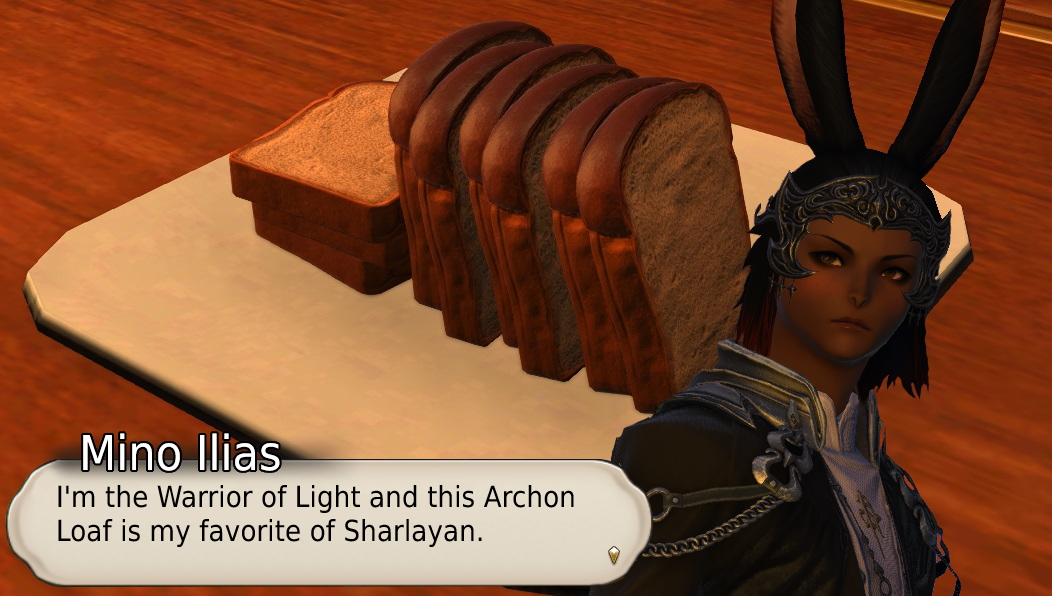 Mino Ilias
I'm the Warrior of Light and this Archon
Loaf is my favorite of Sharlayan.